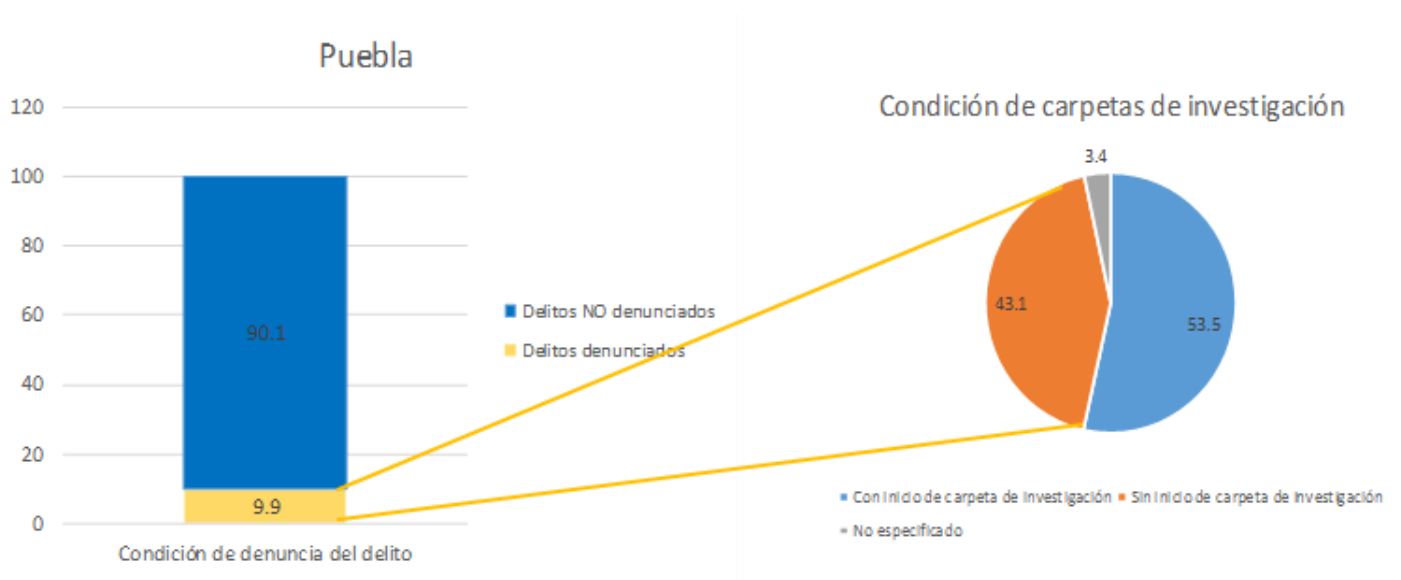 Puebla
120
100
80
60
40
20
0
90.1
9.9
Condición de denuncia del delito
Delitos NO denunciados
Delitos denunciados
Condición de carpetas de investigación
3.4
43.1
53.5
Con inicio de carpeta de investigación Sin inicio de carpeta de investigación
No especificado